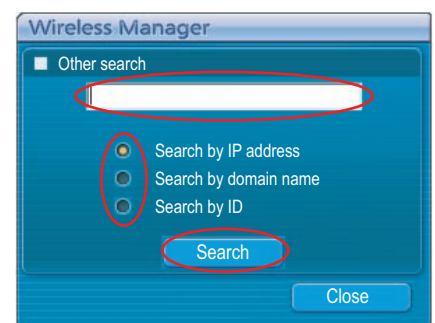 Wireless Manager
Other search
Search by IP address
Search by domain name
Search by ID
Search
Close